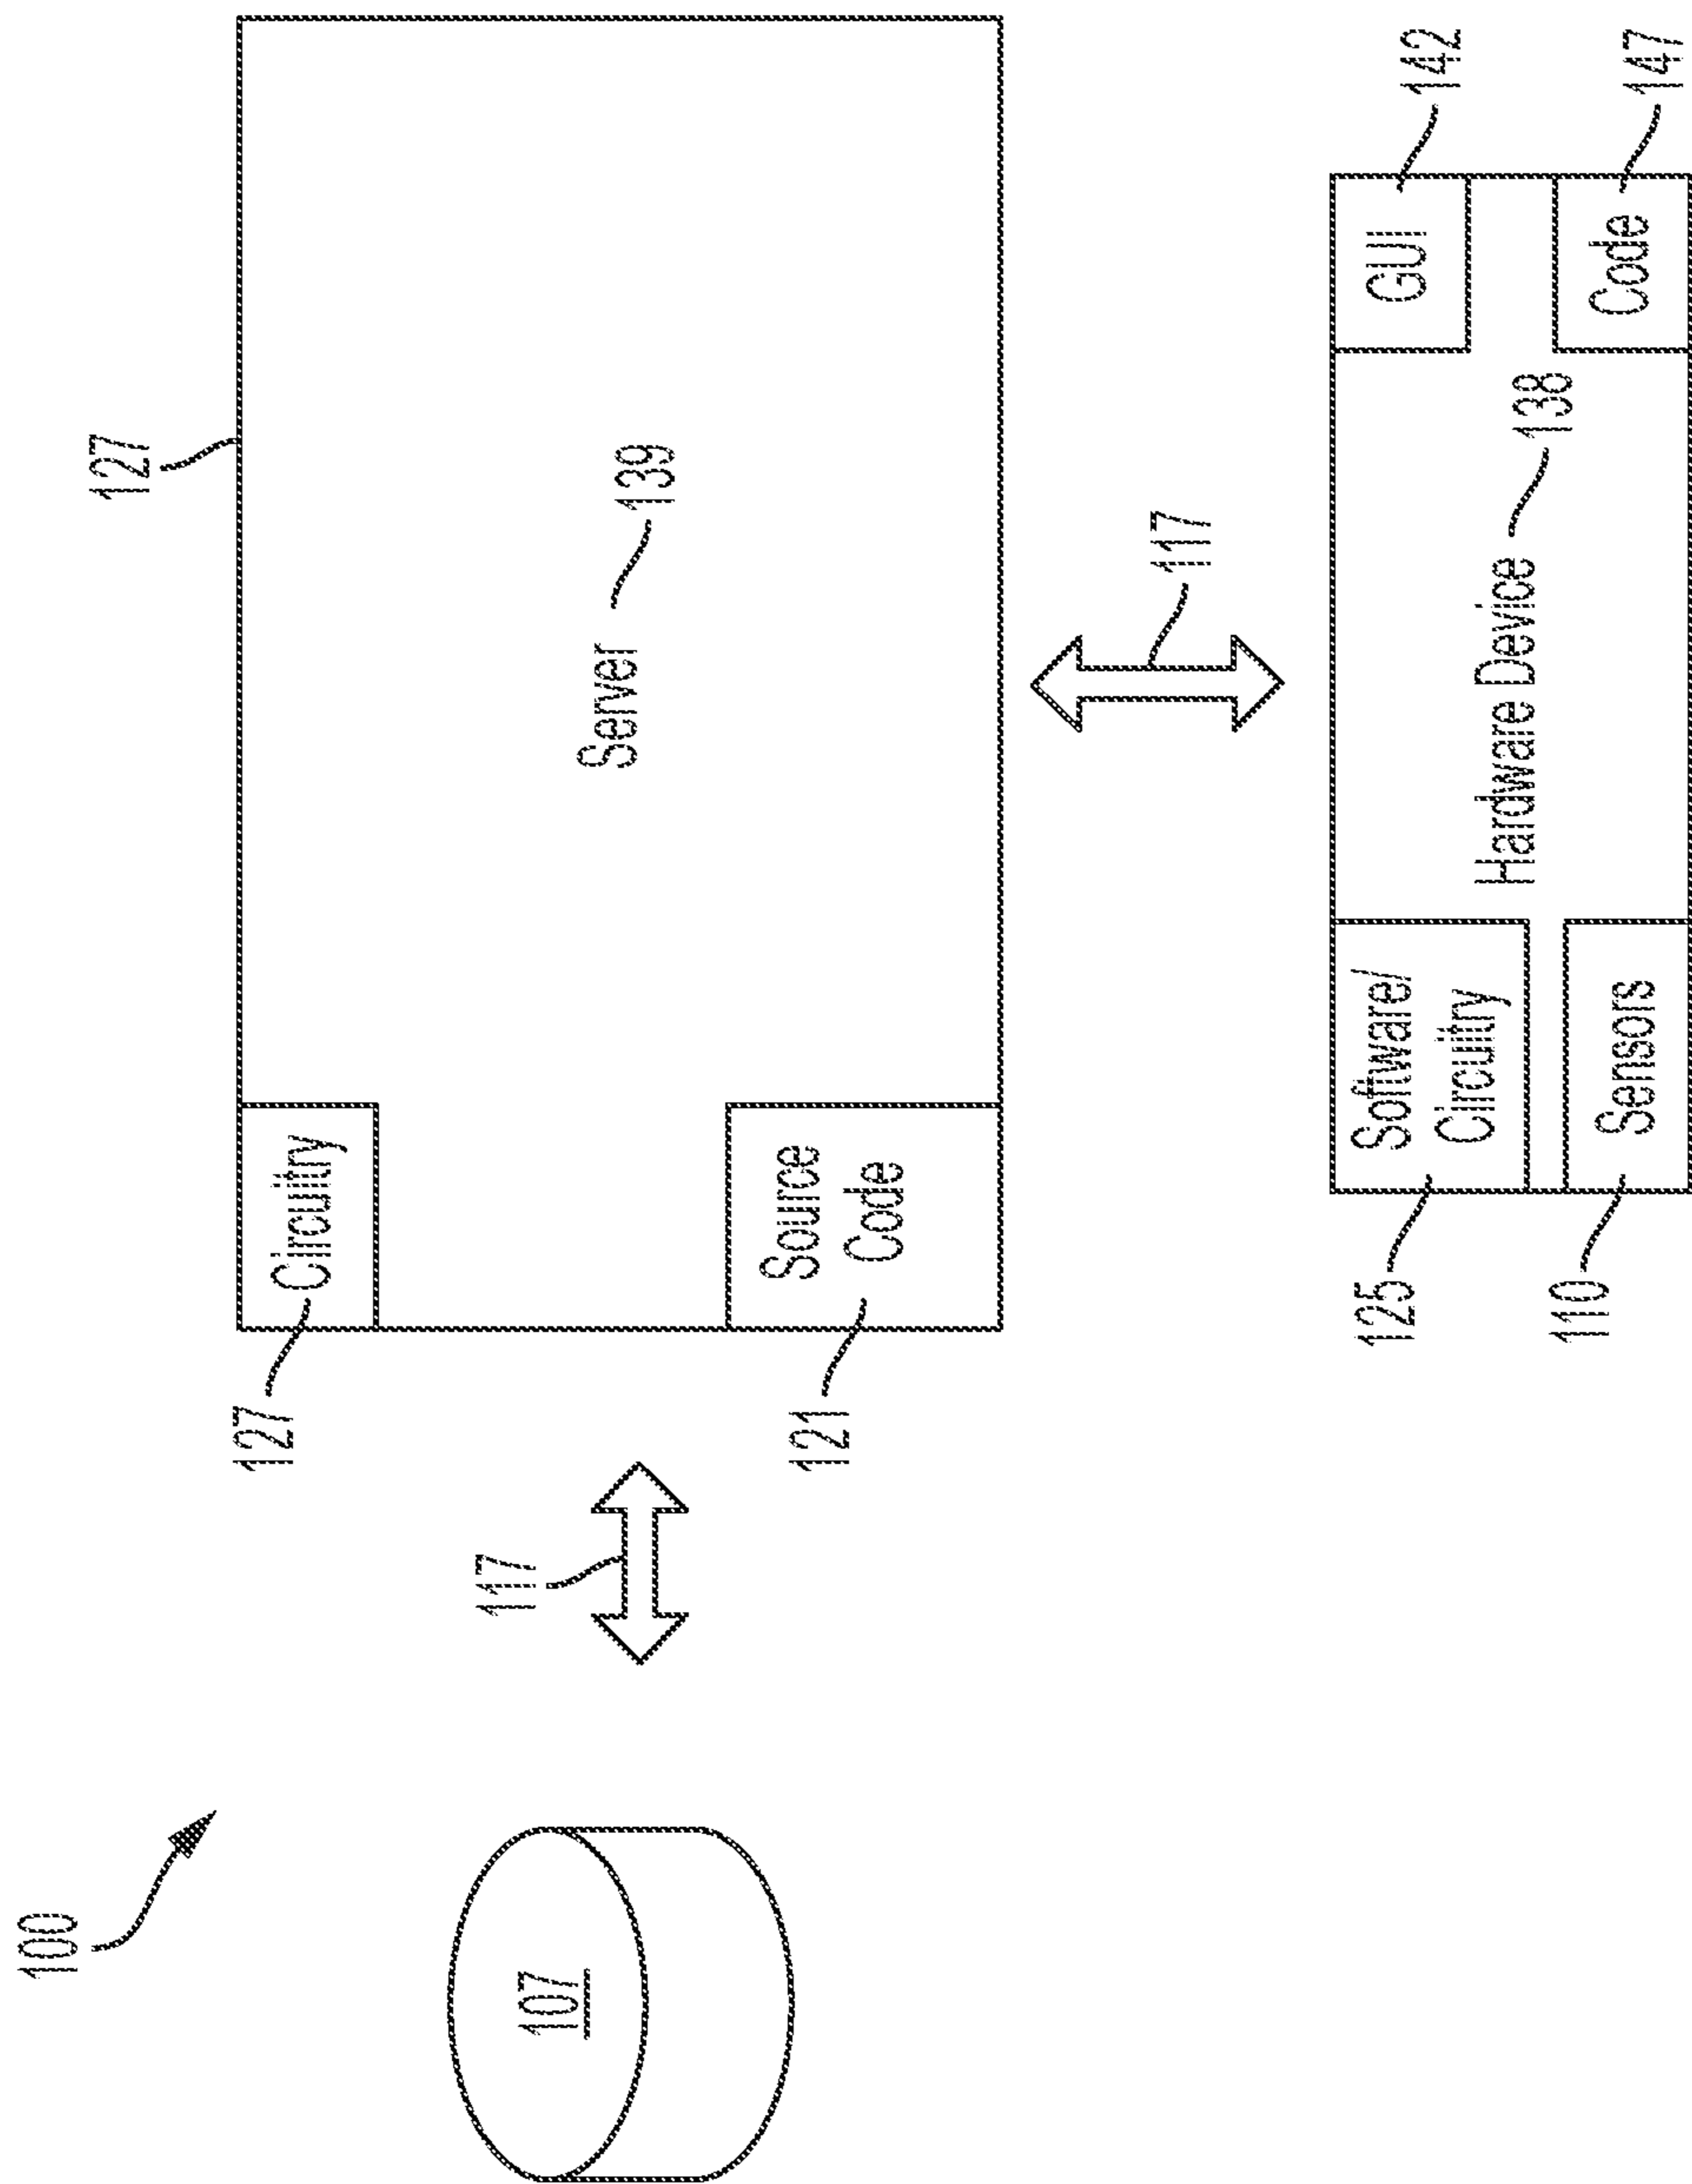 100
127
127
Circuitry
Server
139
117
107
121
Source
Code
117
125
Software/
Circuitry
GUI
142
Hardware Device
138
110
Sensors
Code
147